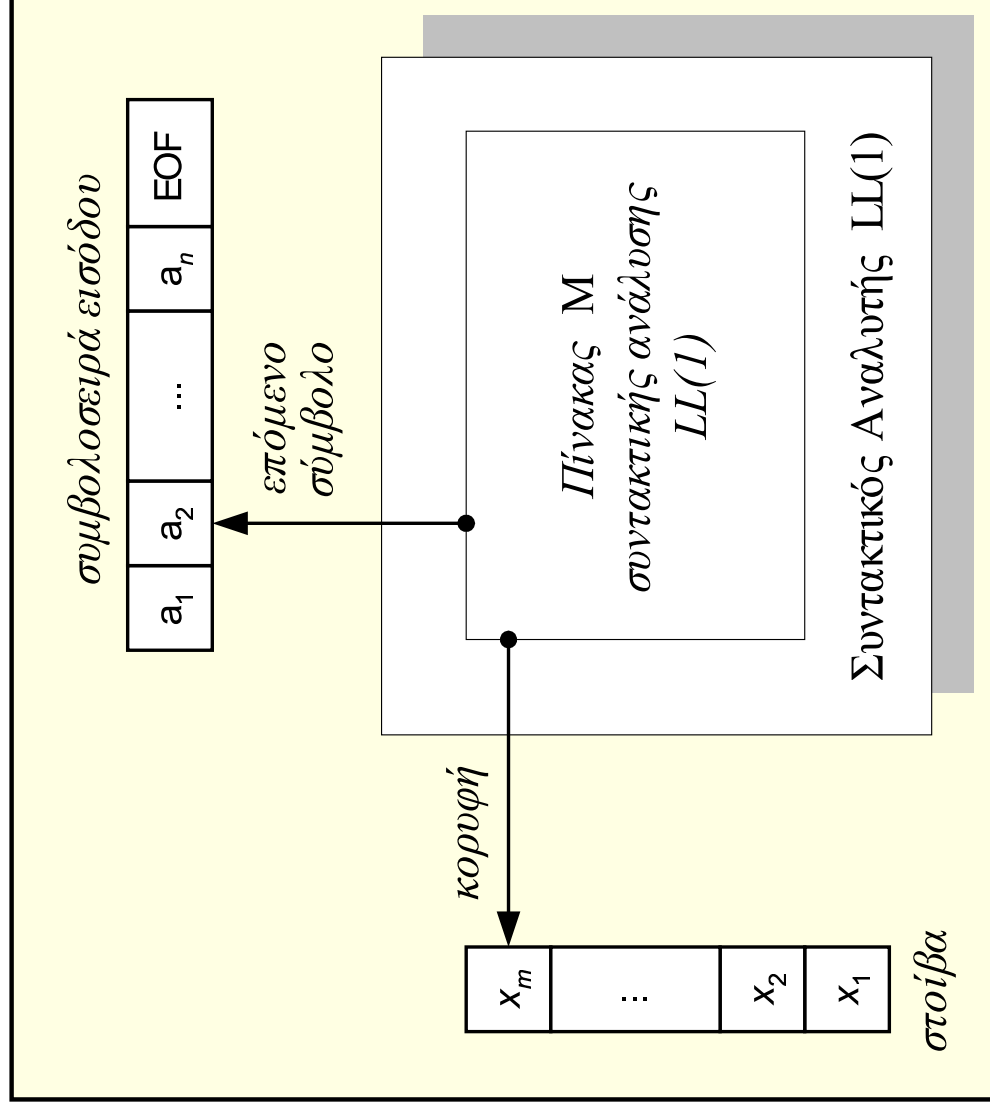 συμβολοσειρά εισόδου
a1 a2 ... an EOF
επόμενο
σύμβολο
κορυφή
xm
...
x2
x1
στοίβα
Πίνακας M
συντακτικής ανάλυσης
LL(1)
Συντακτικός Αναλυτής LL(1)